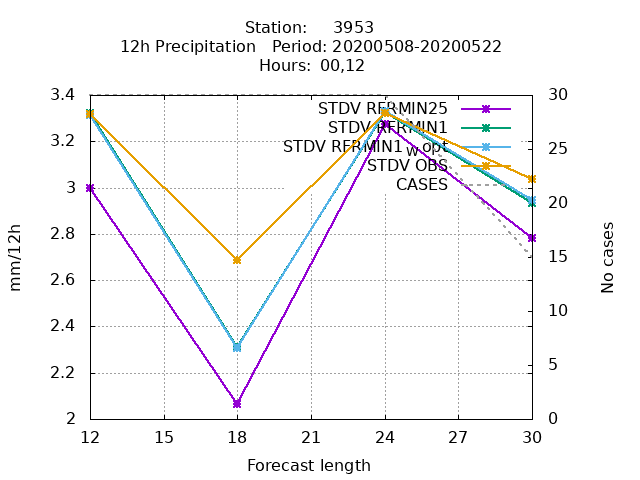 Station: 3953
12h Precipitation Period: 20200508-20200522
Hours: 00,12
STDV RFRMIN25
STDV RFRMIN1
STDV RFRMIN1_wopt
STDV OBS
CASES
3.4
3.2
3
2.8
2.6
2.4
2.2
2
mm/12h
30
25
20
15
10
5
0
No cases
12 15 18 21 24 27 30
Forecast length